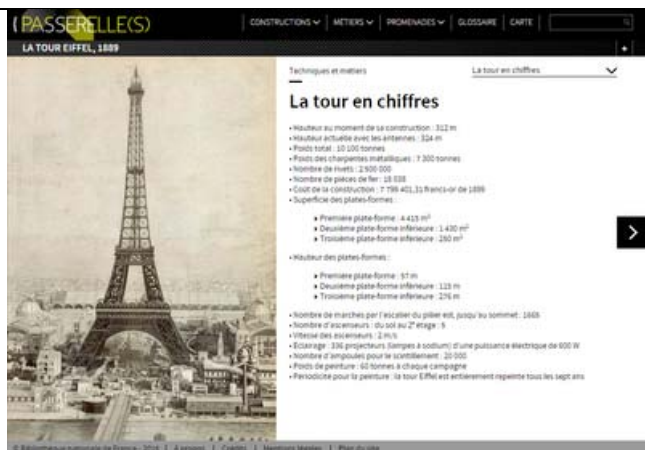 (PASSERELLE(S)
CONSTRUCTIONS
MÉTIERS
PROMENADES
GLOSSAIRE
CARTE
LA TOUR EIFFEL, 1889
+
Techniques et métiers
La tour en chiffres
La tour en chiffres
• Hauteur au moment de sa construction : 312 m
• Hauteur actuelle avec les antennes : 324 m
• Poids total : 10 100 tonnes
• Poids des charpentes métalliques : 7 300 tonnes
• Nombre de rivets : 2 500 000
• Nombre de pièces de fer : 18 038
• Coût de la construction : 7 799 401,31 francs-or de 1889
• Superficie des plates-formes :
Première plate-forme : 4 415 m²
Deuxième plate-forme inférieure : 1 430 m²
Troisième plate-forme inférieure : 250 m²
• Hauteur des plates-formes :
Première plate-forme : 57 m
Deuxième plate-forme inférieure : 115 m
Troisième plate-forme inférieure : 276 m
• Nombre de marches par l'escalier du pilier est, jusqu'au sommet : 1665
• Nombre d'ascenseurs : du sol au 2e étage : 5
• Vitesse des ascenseurs : 2 m/s
• Éclairage : 336 projecteurs (lampes à sodium) d'une puissance électrique de 600 W
• Nombre d'ampoules pour le scintillement : 20 000
• Poids de peinture : 60 tonnes à chaque campagne
• Périodicité pour la peinture : la tour Eiffel est entièrement repeinte tous les sept ans
© Bibliothèque nationale de France - 2018 | A propos | Crédits | Mentions légales | Plan du site